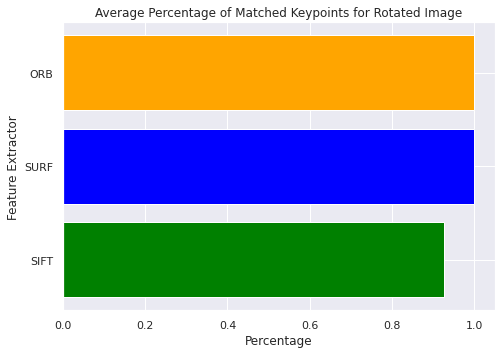 Average Percentage of Matched Keypoints for Rotated Image
ORB
SURF
SIFT
Feature Extractor
0.0 0.2 0.4 0.6 0.8 1.0
Percentage